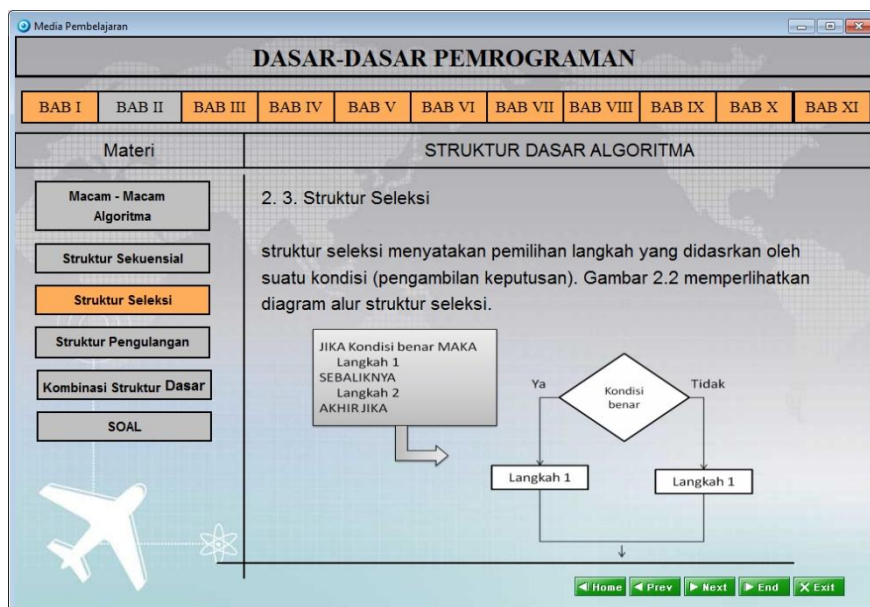 Media Pembelajaran
DASAR-DASAR PEMROGRAMAN
BAB I BAB II BAB III BAB IV BAB V BAB VI BAB VII BAB VIII BAB IX BAB X BAB XI
Materi
STRUKTUR DASAR ALGORITMA
Macam - Macam
Algoritma
Struktur Sekuensial
Struktur Seleksi
Struktur Pengulangan
Kombinasi Struktur Dasar
SOAL
2. 3. Struktur Seleksi
struktur seleksi menyatakan pemilihan langkah yang didasrkan oleh
suatu kondisi (pengambilan keputusan). Gambar 2.2 memperlihatkan
diagram alur struktur seleksi.
JIKA Kondisi benar MAKA
Langkah 1
SEBALIKNYA
Langkah 2
AKHIR JIKA
Ya
Kondisi
benar
Tidak
Langkah 1
Langkah 1
Home Prev Next End Exit